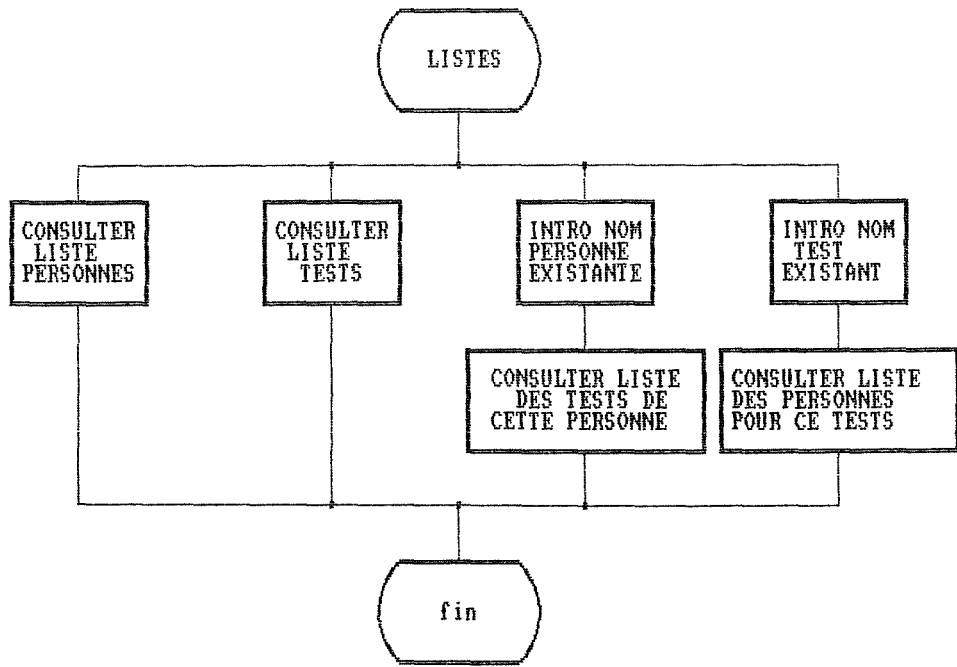 LISTES
CONSULTER
LISTE
PERSONNES
CONSULTER
LISTE
TESTS
INTRO NOM
PERSONNE
EXISTANTE
INTRO NOM
TEST
EXISTANT
CONSULTER LISTE
DES TESTS DE
CETTE PERSONNE
CONSULTER LISTE
DES PERSONNES
POUR CE TESTS
fin